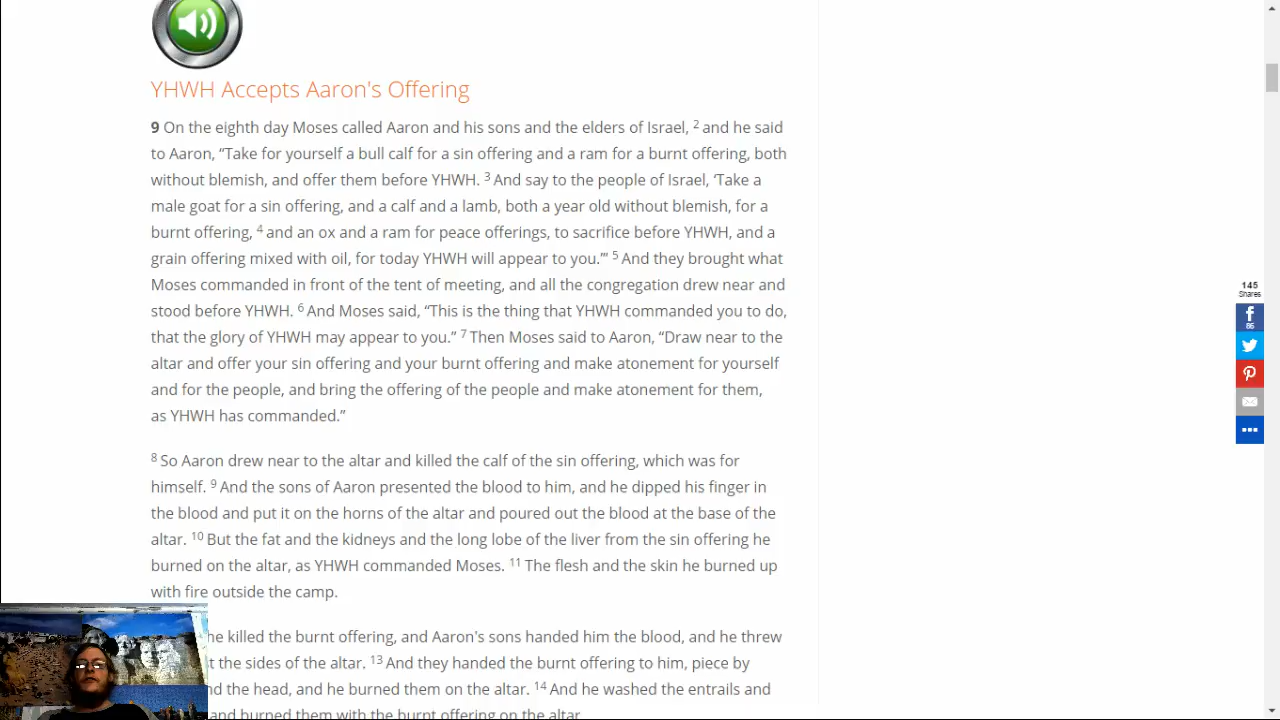 YHWH Accepts Aaron's Offering
9 On the eighth day Moses called Aaron and his sons and the elders of Israel, 2 and he said
to Aaron, “Take for yourself a bull calf for a sin offering and a ram for a burnt offering, both
without blemish, and offer them before YHWH. 3 And say to the people of Israel, ‘Take a
male goat for a sin offering, and a calf and a lamb, both a year old without blemish, for a
burnt offering, 4 and an ox and a ram for peace offerings, to sacrifice before YHWH, and a
grain offering mixed with oil, for today YHWH will appear to you.’” 5 And they brought what
Moses commanded in front of the tent of meeting, and all the congregation drew near and
stood before YHWH. 6 And Moses said, “This is the thing that YHWH commanded you to do,
that the glory of YHWH may appear to you.” 7 Then Moses said to Aaron, “Draw near to the
altar and offer your sin offering and your burnt offering and make atonement for yourself
and for the people, and bring the offering of the people and make atonement for them,
as YHWH has commanded.”
8 So Aaron drew near to the altar and killed the calf of the sin offering, which was for
himself. 9 And the sons of Aaron presented the blood to him, and he dipped his finger in
the blood and put it on the horns of the altar and poured out the blood at the base of the
altar. 10 But the fat and the kidneys and the long lobe of the liver from the sin offering he
burned on the altar, as YHWH commanded Moses. 11 The flesh and the skin he burned up
with fire outside the camp.
he killed the burnt offering, and Aaron's sons handed him the blood, and he threw
t the sides of the altar. 13 And they handed the burnt offering to him, piece by
nd the head, and he burned them on the altar. 14 And he washed the entrails and
and burned them with the burnt offering on the altar.
145
Shares
86